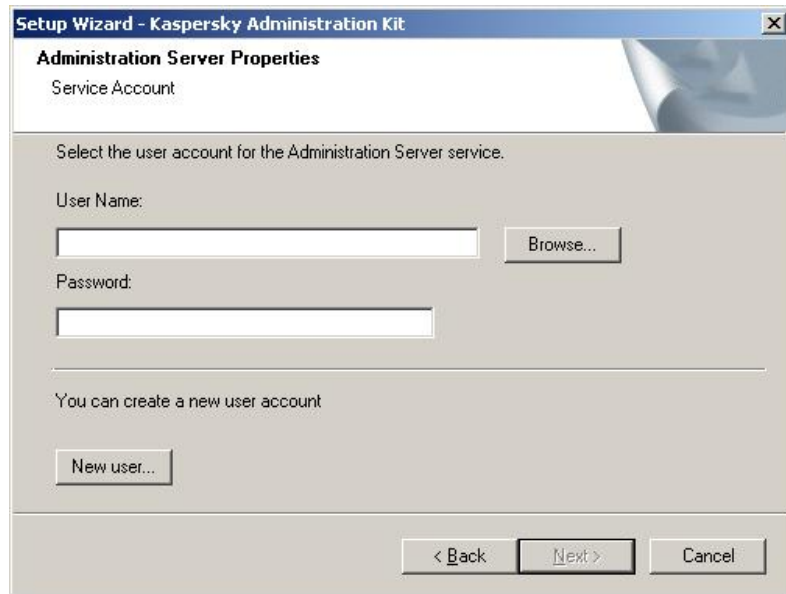 Setup Wizard - Kaspersky Administration Kit
Administration Server Properties
Service Account
Select the user account for the Administration Server service.
User Name:
Browse...
Password:
You can create a new user account
New user...
< Back Next > Cancel